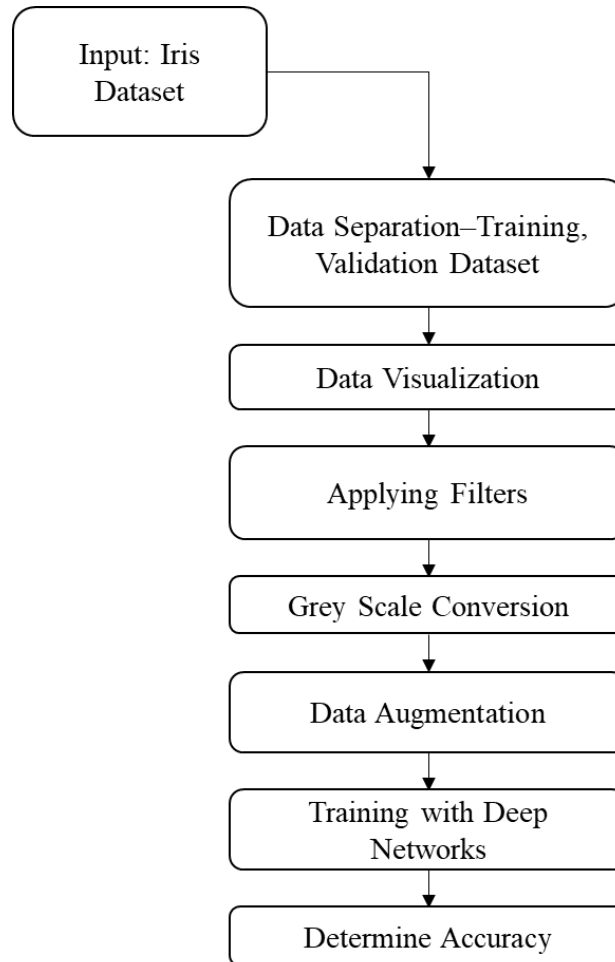 Input: Iris
Dataset
Data Separation–Training,
Validation Dataset
Data Visualization
Applying Filters
Grey Scale Conversion
Data Augmentation
Training with Deep
Networks
Determine Accuracy